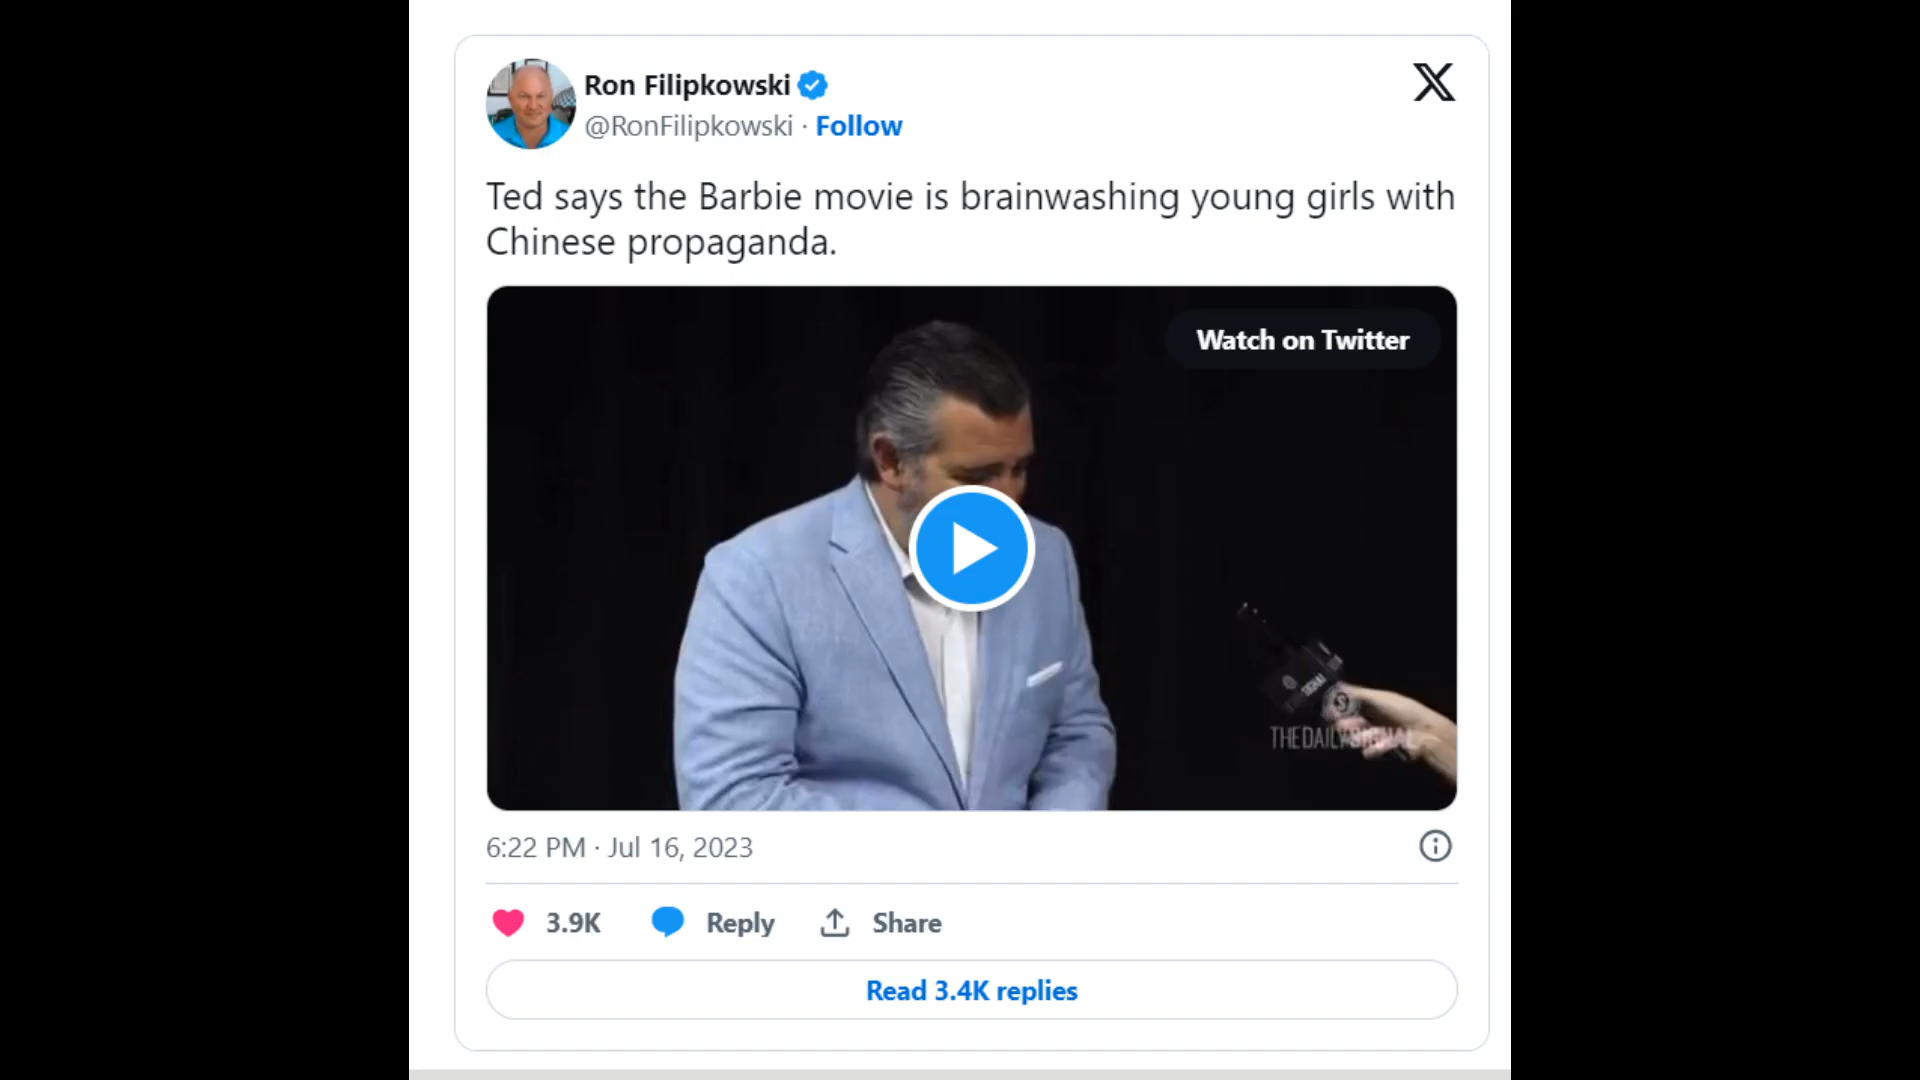 Ron Filipkowski
@RonFilipkowski · Follow
Ted says the Barbie movie is brainwashing young girls with
Chinese propaganda.
Watch on Twitter
SIGNAL
THE DAILY SIGNAL
6:22 PM · Jul 16, 2023
3.9K
Reply
Share
Read 3.4K replies